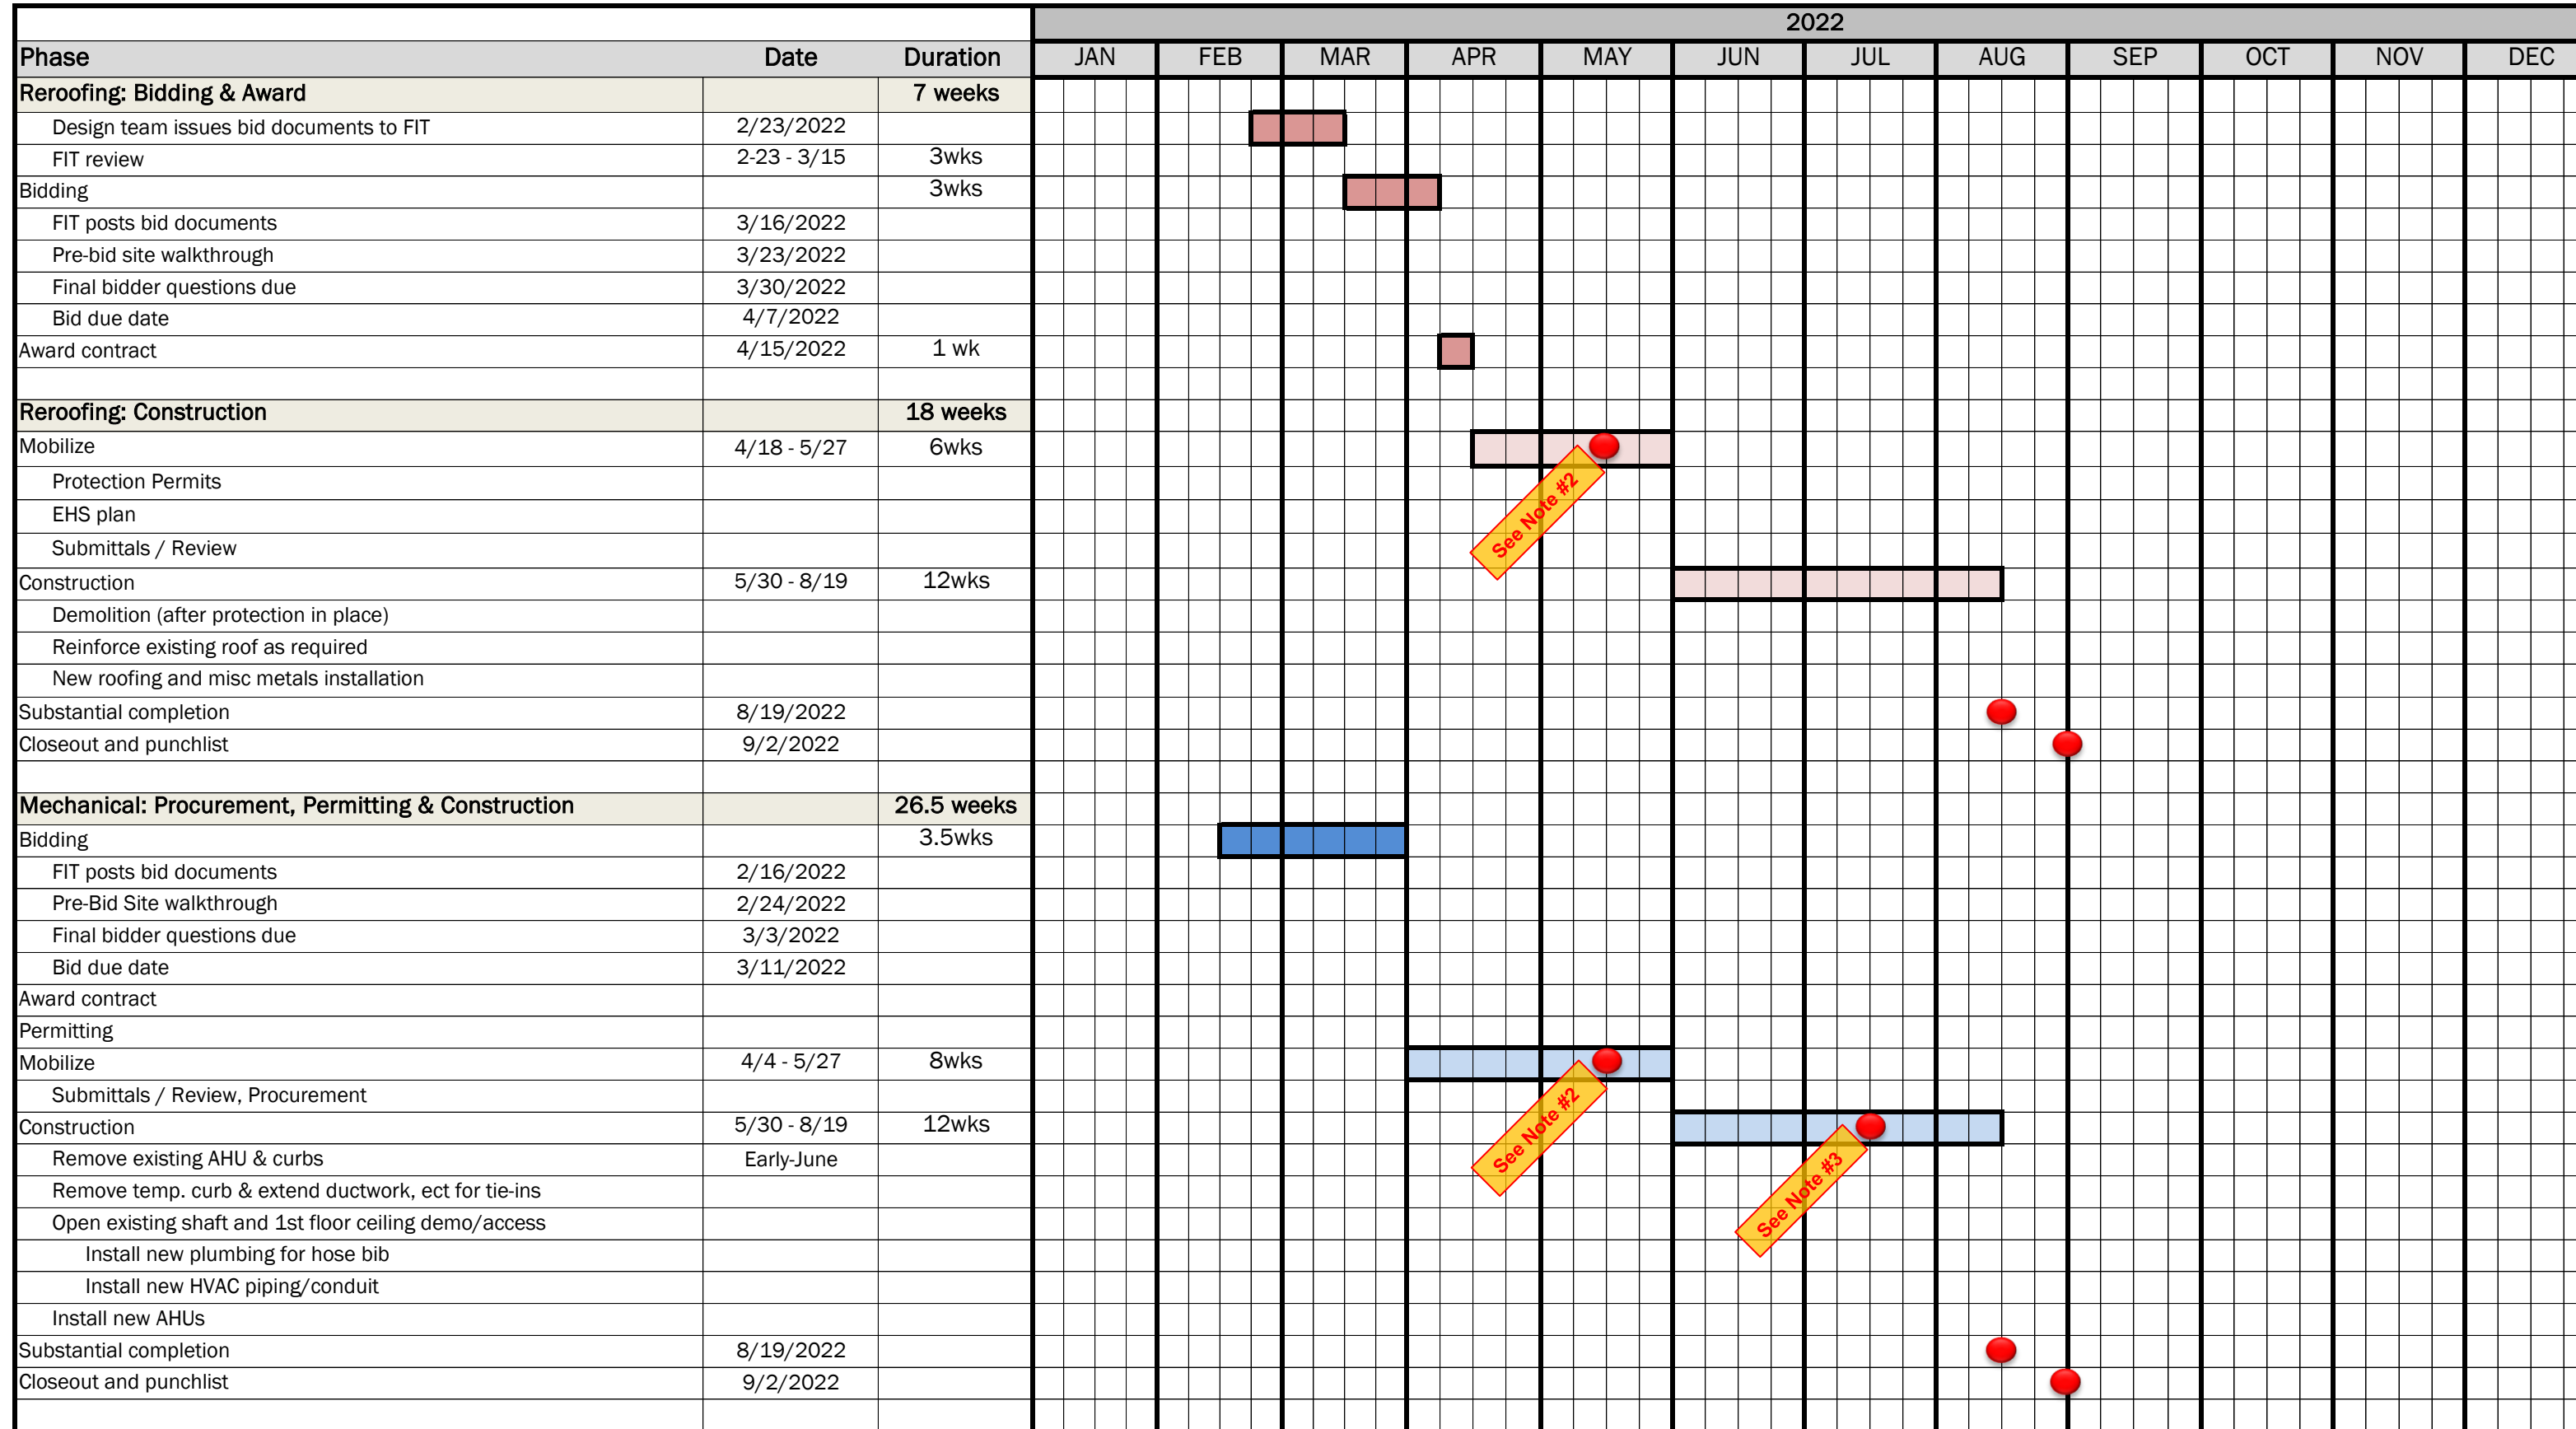 2022
Phase Date Duration JAN FEB MAR APR MAY JUN JUL AUG SEP OCT NOV DEC
Reroofing: Bidding & Award 7 weeks
Design team issues bid documents to FIT 2/23/2022
FIT review 2-23 - 3/15 3wks
Bidding 3wks
FIT posts bid documents 3/16/2022
Pre-bid site walkthrough 3/23/2022
Final bidder questions due 3/30/2022
Bid due date 4/7/2022
Award contract 4/15/2022 1 wk
Reroofing: Construction 18 weeks
Mobilize 4/18 - 5/27 6wks
Protection Permits
See Note #2
EHS plan
Submittals / Review
Construction 5/30 - 8/19 12wks
Demolition (after protection in place)
Reinforce existing roof as required
New roofing and misc metals installation
Substantial completion 8/19/2022
Closeout and punchlist 9/2/2022
Mechanical: Procurement, Permitting & Construction 26.5 weeks
Bidding 3.5wks
FIT posts bid documents 2/16/2022
Pre-Bid Site walkthrough 2/24/2022
Final bidder questions due 3/3/2022
Bid due date 3/11/2022
Award contract
Permitting
Mobilize 4/4 - 5/27 8wks
Submittals / Review, Procurement
See Note #2
Construction 5/30 - 8/19 12wks
Remove existing AHU & curbs Early-June
Remove temp. curb & extend ductwork, ect for tie-ins
See Note #3
Open existing shaft and 1st floor ceiling demo/access
Install new plumbing for hose bib
Install new HVAC piping/conduit
Install new AHUs
Substantial completion 8/19/2022
Closeout and punchlist 9/2/2022